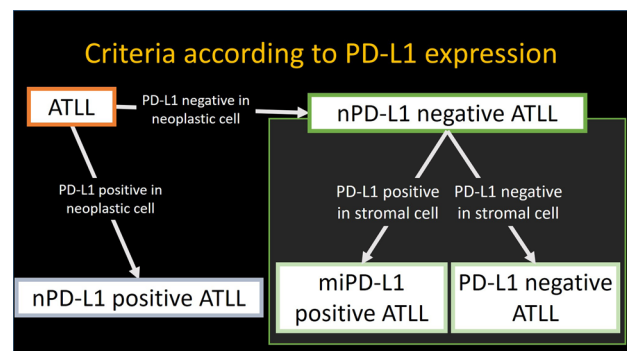 Criteria according to PD-L1 expression
ATLL
PD-L1 negative in
neoplastic cell
nPD-L1 negative ATLL
PD-L1 positive in
neoplastic cell
PD-L1 positive
in stromal cell
PD-L1 negative
in stromal cell
nPD-L1 positive ATLL
miPD-L1
positive ATLL
PD-L1 negative
ATLL